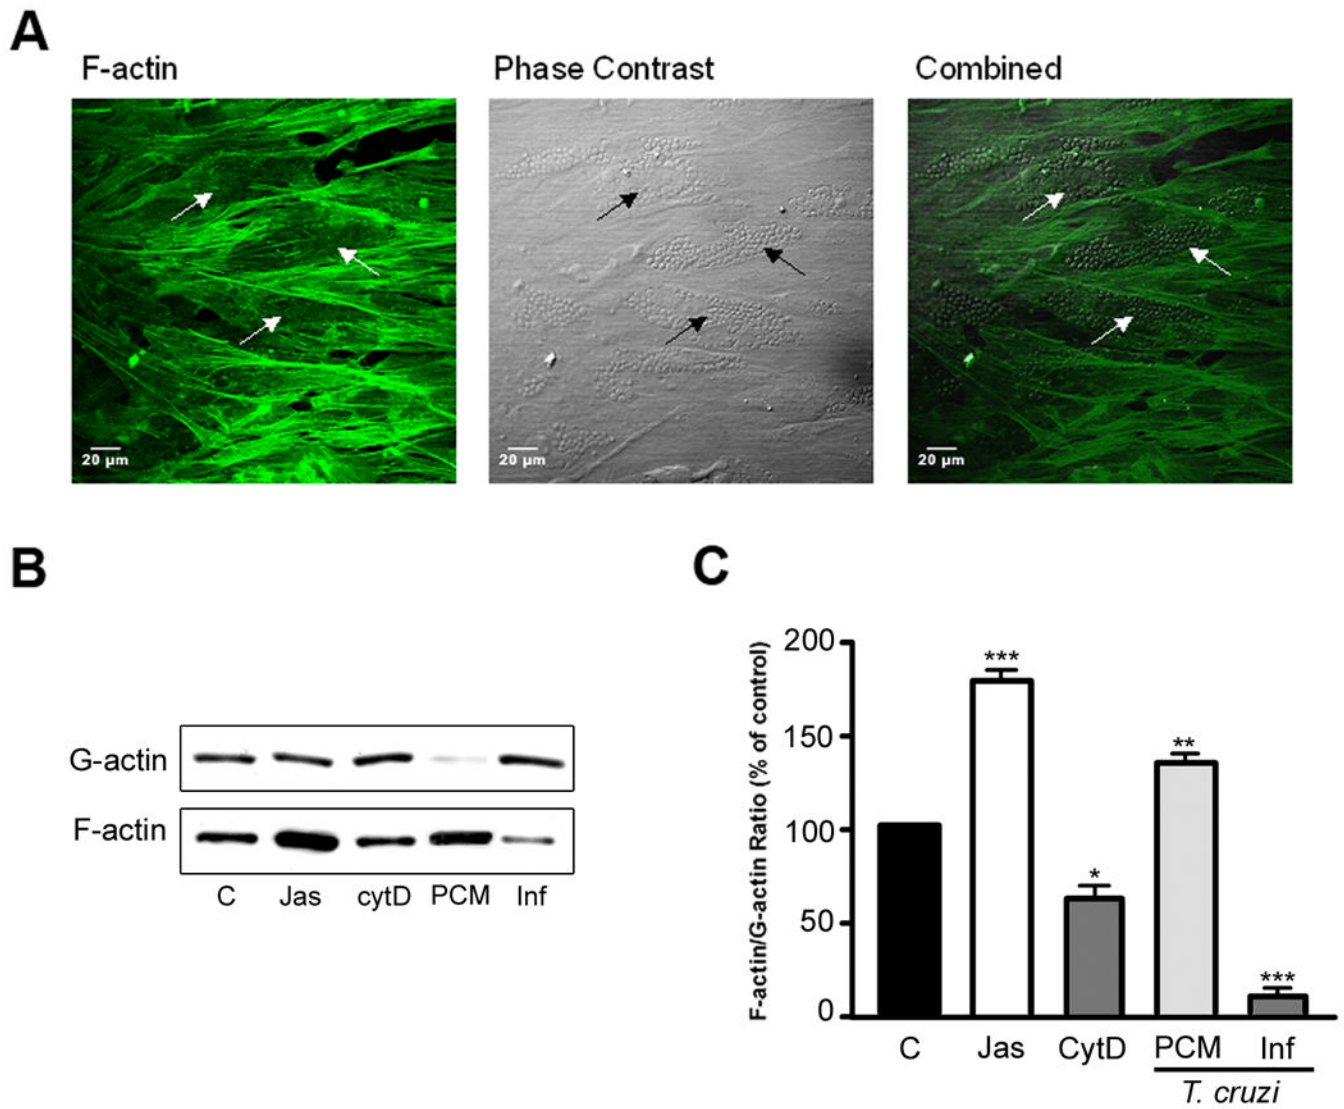 A
F-actin
Phase Contrast
Combined
20 µm
20 µm
20 µm
B
G-actin
F-actin
C Jas cytD PCM Inf
C
F-actin/G-actin Ratio (% of control)
200
150
100
50
0
***
*
**
***
C Jas CytD PCM Inf
T. cruzi